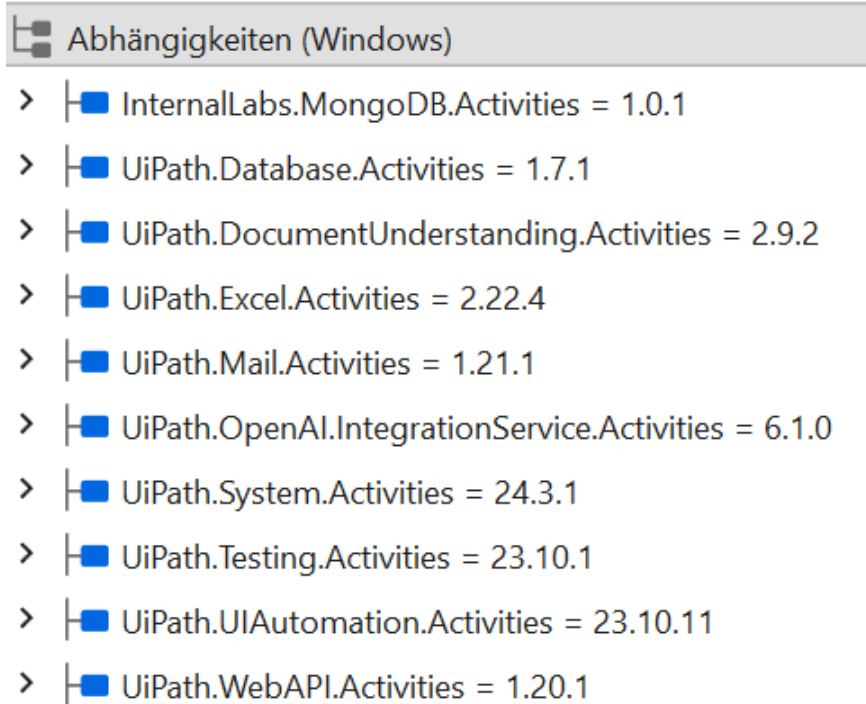 Abhängigkeiten (Windows)
InternalLabs.MongoDB.Activities = 1.0.1
UiPath.Database.Activities = 1.7.1
UiPath.DocumentUnderstanding.Activities = 2.9.2
UiPath.Excel.Activities = 2.22.4
UiPath.Mail.Activities = 1.21.1
UiPath.OpenAI.IntegrationService.Activities = 6.1.0
UiPath.System.Activities = 24.3.1
UiPath.Testing.Activities = 23.10.1
UiPath.UIAutomation.Activities = 23.10.11
UiPath.WebAPI.Activities = 1.20.1